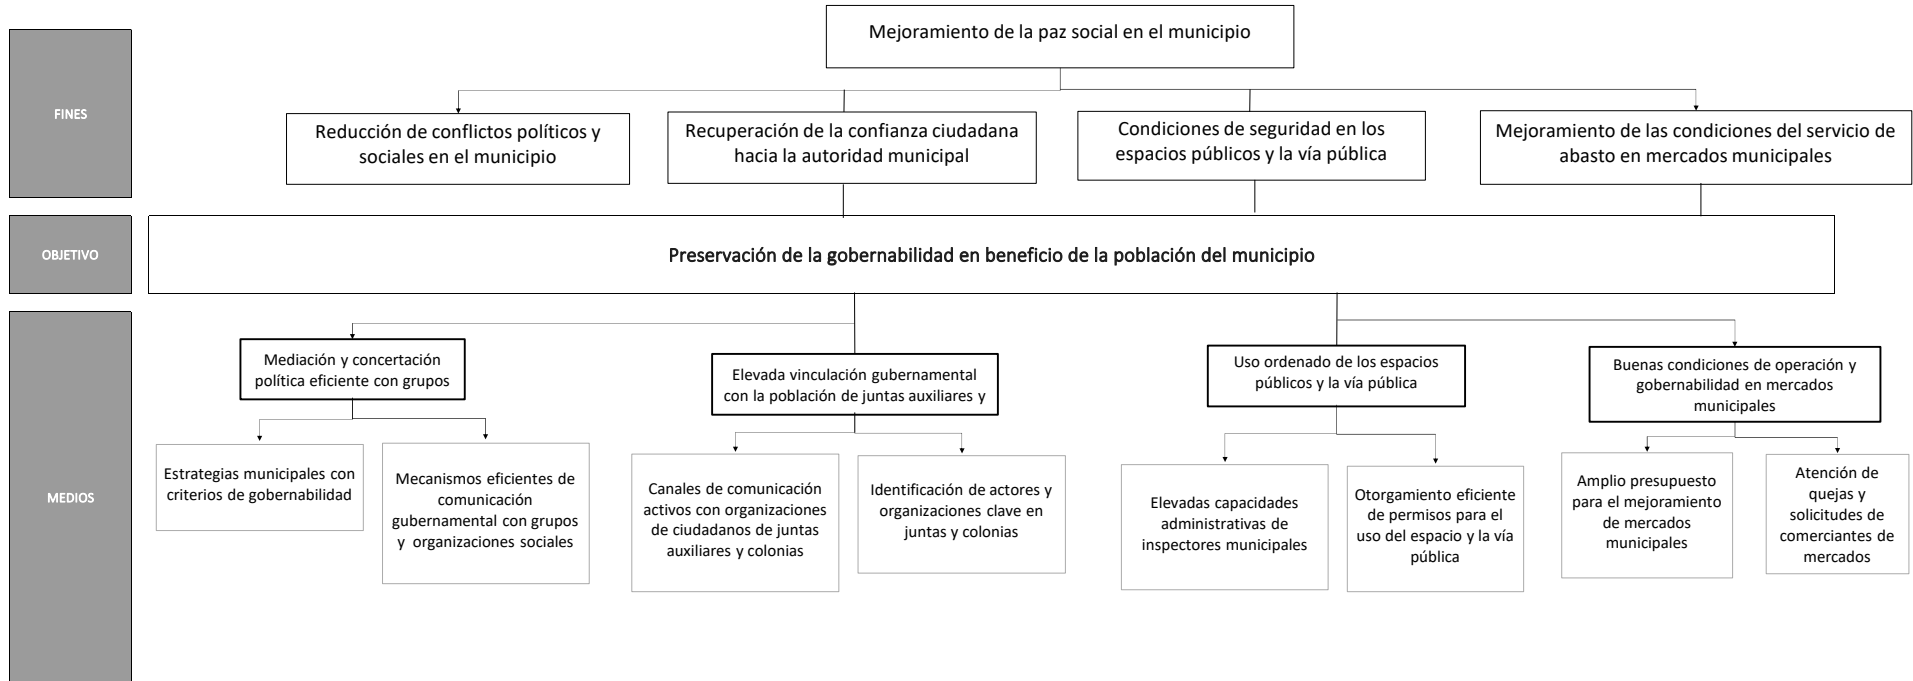 Mejoramiento de la paz social en el municipio
FINES
Reducción de conflictos políticos y
sociales en el municipio
Recuperación de la confianza ciudadana
hacia la autoridad municipal
Condiciones de seguridad en los
espacios públicos y la vía pública
Mejoramiento de las condiciones del servicio de
abasto en mercados municipales
OBJETIVO
Preservación de la gobernabilidad en beneficio de la población del municipio
MEDIOS
Mediación y concertación
política eficiente con grupos
Elevada vinculación gubernamental
con la población de juntas auxiliares y
Uso ordenado de los espacios
públicos y la vía pública
Buenas condiciones de operación y
gobernabilidad en mercados
municipales
Estrategias municipales con
criterios de gobernabilidad
Mecanismos eficientes de
comunicación
gubernamental con grupos
y organizaciones sociales
Canales de comunicación
activos con organizaciones
de ciudadanos de juntas
auxiliares y colonias
Identificación de actores y
organizaciones clave en
juntas y colonias
Elevadas capacidades
administrativas de
inspectores municipales
Otorgamiento eficiente
de permisos para el
uso del espacio y la vía
pública
Amplio presupuesto
para el mejoramiento
de mercados
municipales
Atención de
quejas y
solicitudes de
comerciantes de
mercados